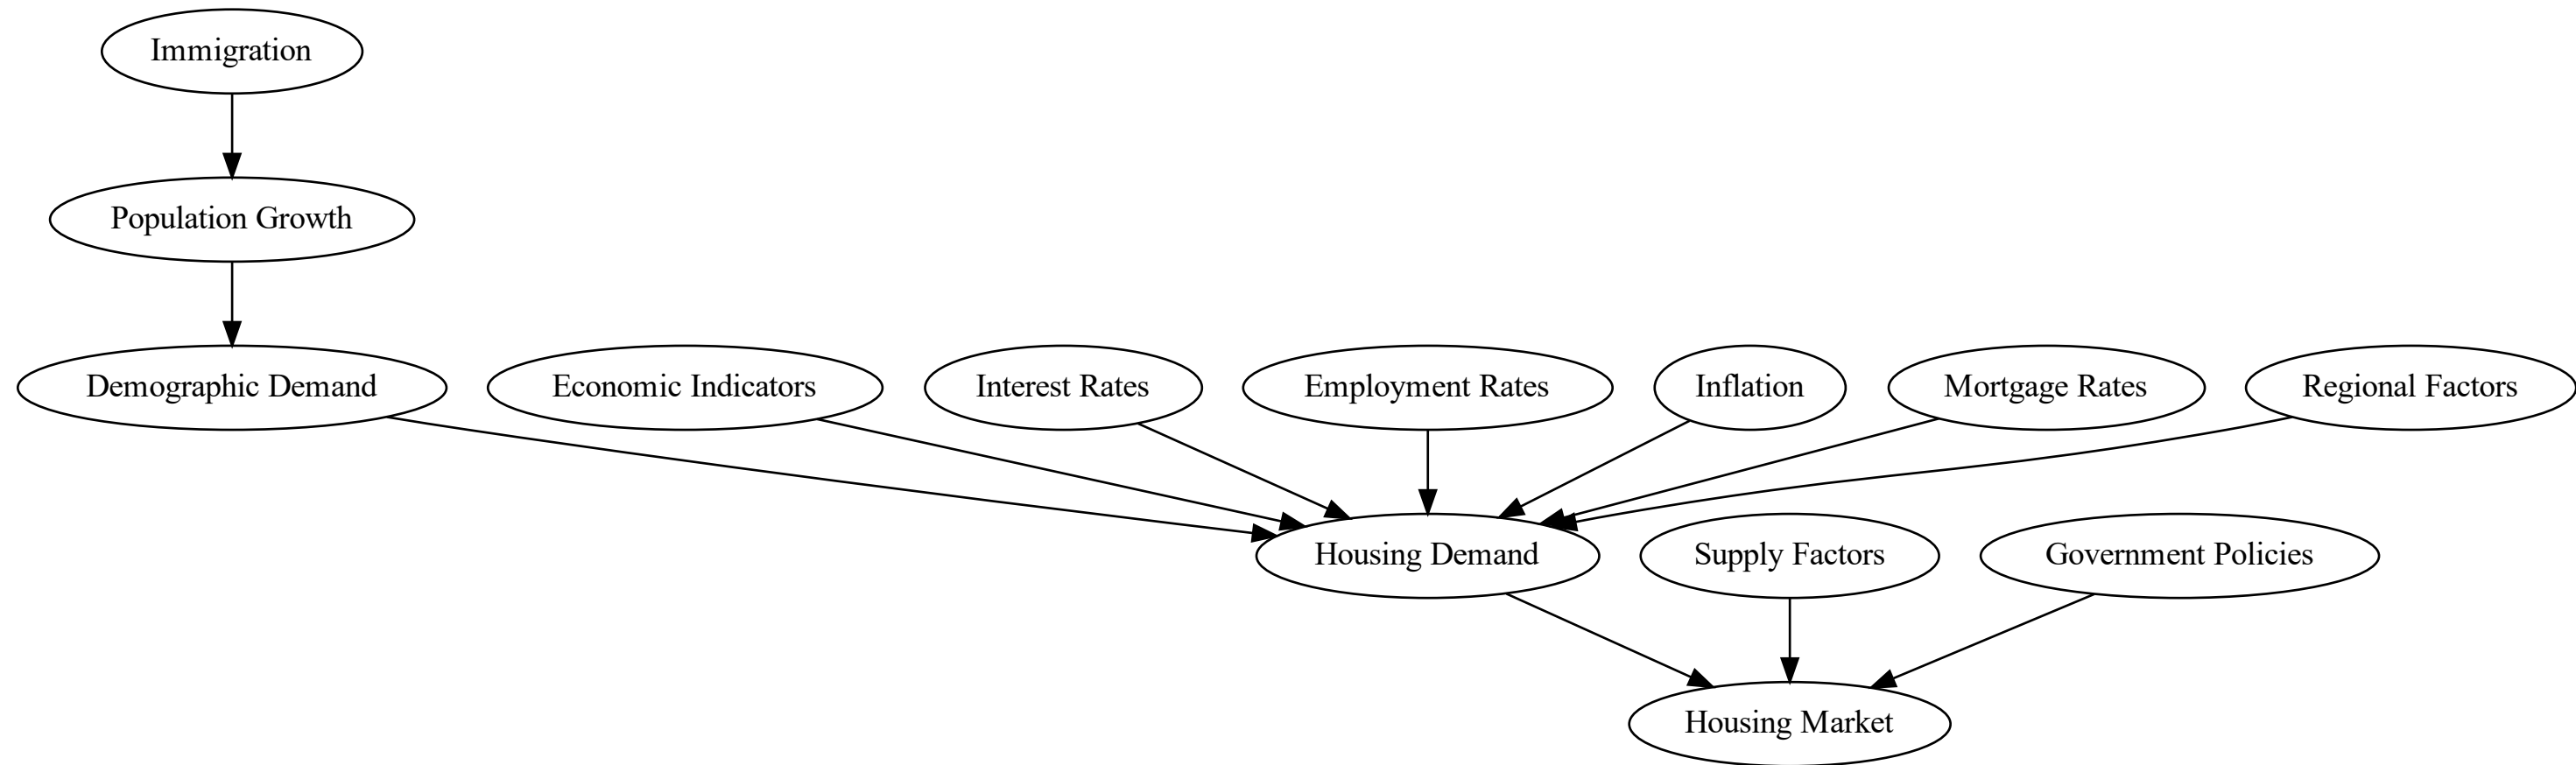 Immigration
Population Growth
Demographic Demand
Economic Indicators
Interest Rates
Employment Rates
Inflation
Mortgage Rates
Regional Factors
Housing Demand
Supply Factors
Government Policies
Housing Market